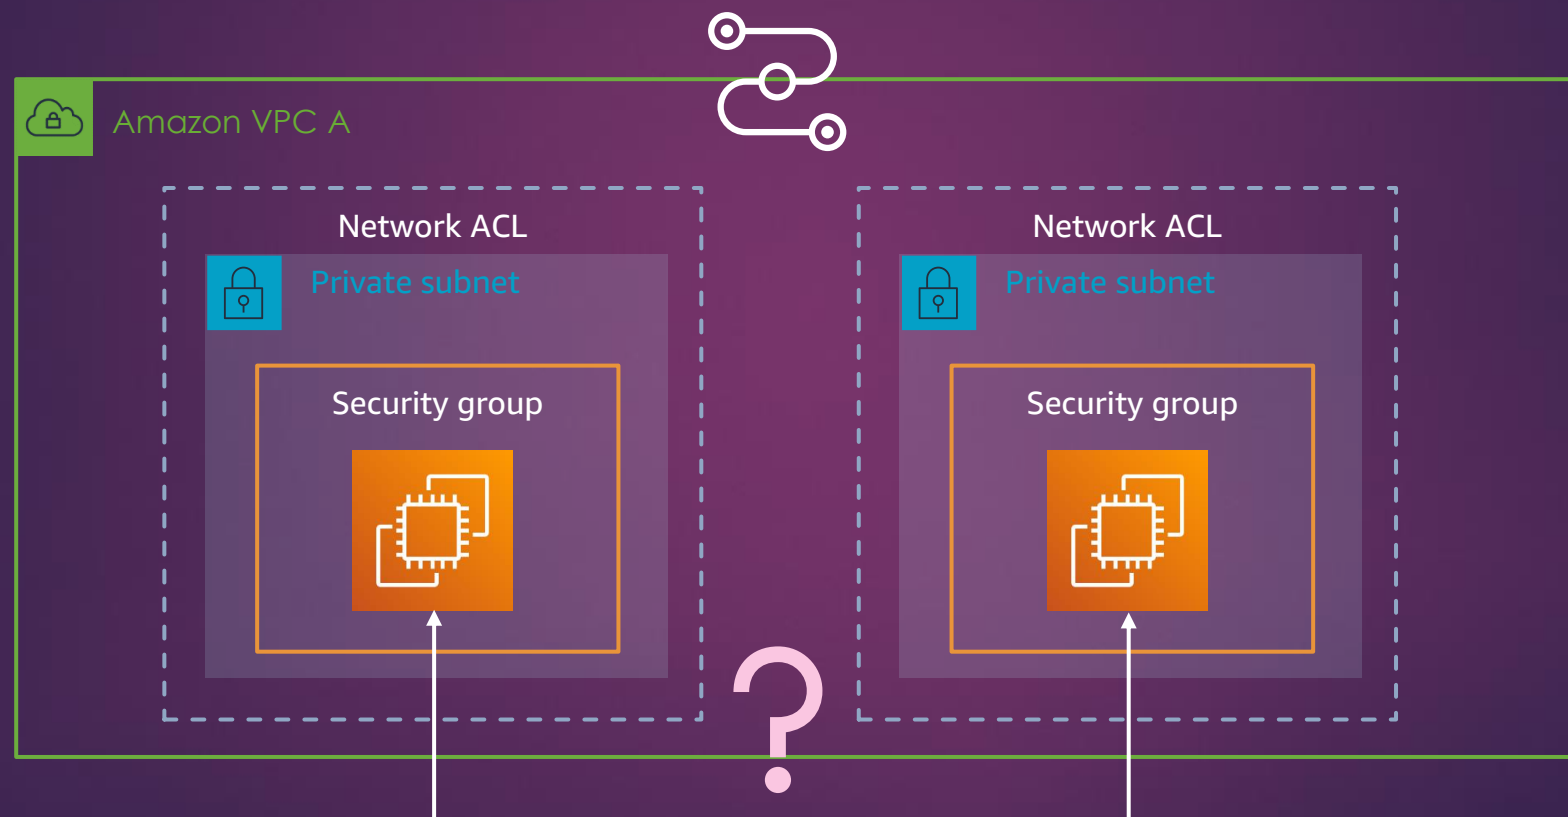 Amazon VPC A
Network ACL
Private subnet
Security group
Network ACL
Private subnet
Security group
?